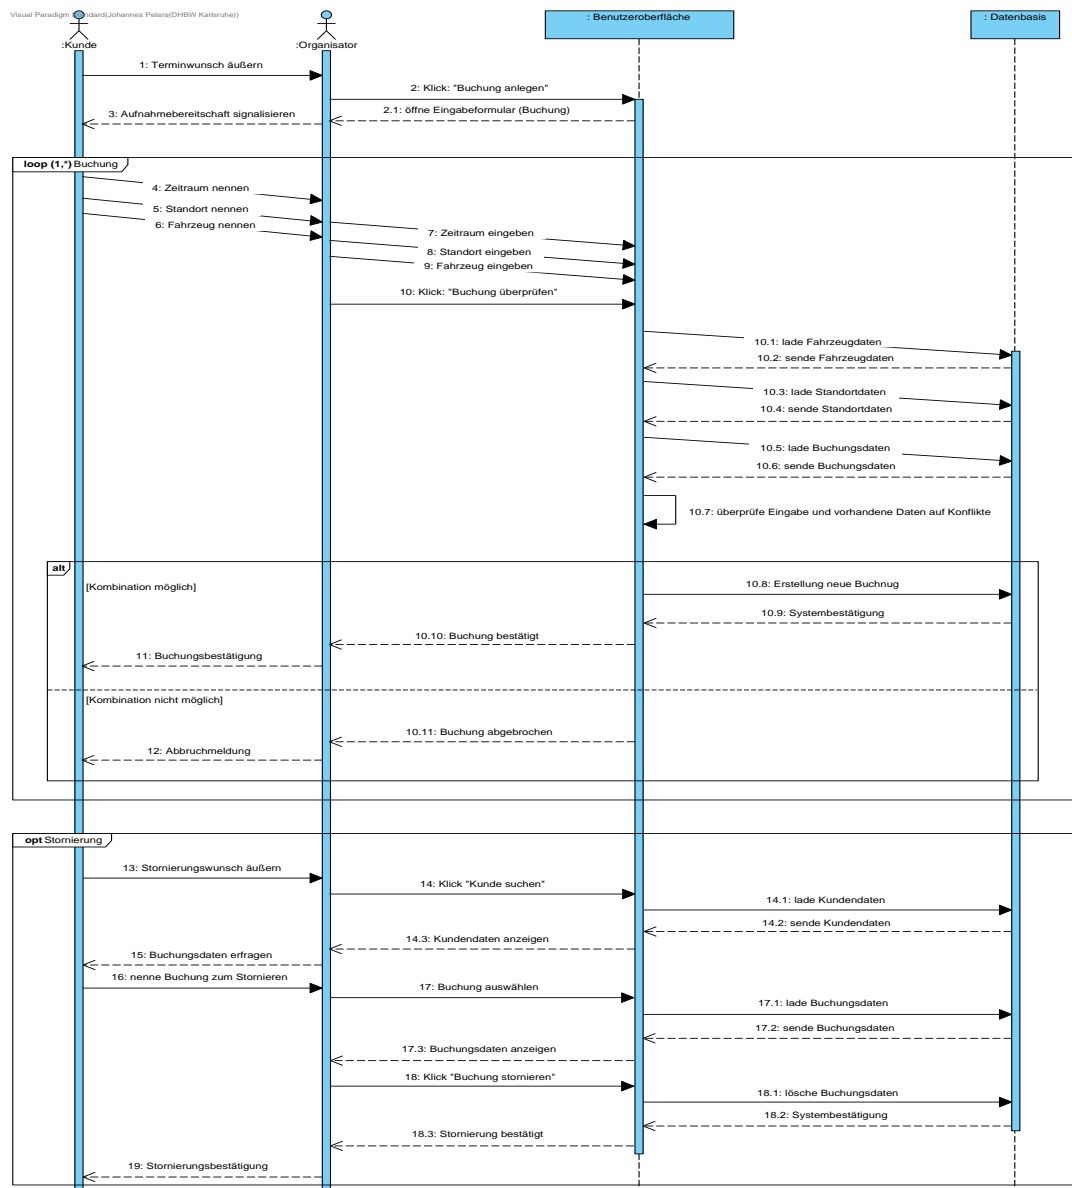 Visual Paradigm Standard(Johannes Peters(DHBW Karlsruhe))
:Kunde
:Organisator
: Benutzeroberfläche
: Datenbasis
1: Terminwunsch äußern
2: Klick: "Buchung anlegen"
2.1: öffne Eingabeformular (Buchung)
3: Aufnahmebereitschaft signalisieren
loop (1,*) Buchung
4: Zeitraum nennen
5: Standort nennen
6: Fahrzeug nennen
7: Zeitraum eingeben
8: Standort eingeben
9: Fahrzeug eingeben
10: Klick: "Buchung überprüfen"
10.1: lade Fahrzeugdaten
10.2: sende Fahrzeugdaten
10.3: lade Standortdaten
10.4: sende Standortdaten
10.5: lade Buchungsdaten
10.6: sende Buchungsdaten
10.7: überprüfe Eingabe und vorhandene Daten auf Konflikte
alt
[Kombination möglich]
10.8: Erstellung neue Buchnug
10.9: Systembestätigung
10.10: Buchung bestätigt
11: Buchungsbestätigung
[Kombination nicht möglich]
10.11: Buchung abgebrochen
12: Abbruchmeldung
opt Stornierung
13: Stornierungswunsch äußern
14: Klick "Kunde suchen"
14.1: lade Kundendaten
14.2: sende Kundendaten
14.3: Kundendaten anzeigen
15: Buchungsdaten erfragen
16: nenne Buchung zum Stornieren
17: Buchung auswählen
17.1: lade Buchungsdaten
17.2: sende Buchungsdaten
17.3: Buchungsdaten anzeigen
18: Klick "Buchung stornieren"
18.1: lösche Buchungsdaten
18.2: Systembestätigung
18.3: Stornierung bestätigt
19: Stornierungsbestätigung